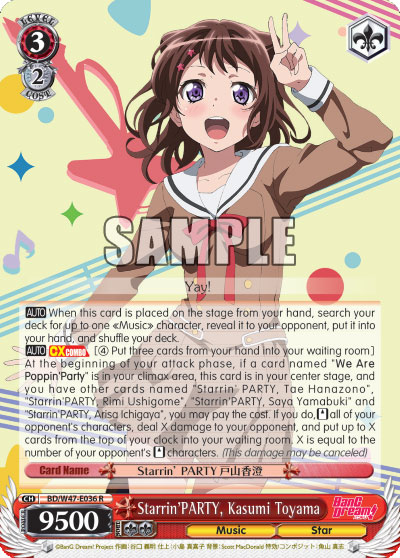 LEVEL
3
2
COST
SAMPLE
Yay!
AUTO When this card is placed on the stage from your hand, search your
deck for up to one «Music» character, reveal it to your opponent, put it into
your hand, and shuffle your deck.
AUTO CXCOMBO [④ Put three cards from your hand into your waiting room]
At the beginning of your attack phase, if a card named "We Are
Poppin'Party" is in your climax area, this card is in your center stage, and
you have other cards named "Starrin' PARTY, Tae Hanazono",
"Starrin'PARTY, Rimi Ushigome", "Starrin'PARTY, Saya Yamabuki" and
"Starrin'PARTY, Arisa Ichigaya", you may pay the cost. If you do, all of your
characters, deal X damage to your opponent, and put up to X
cards from the top of your clock into your waiting room. X is equal to the
number of your opponent's characters. (This damage may be canceled)
Card Name
Starrin' PARTY 戸山香澄
CH
BD/W47-E036 R
Starrin'PARTY, Kasumi Toyama
BanG Dream!
POWER
9500
Music
Star